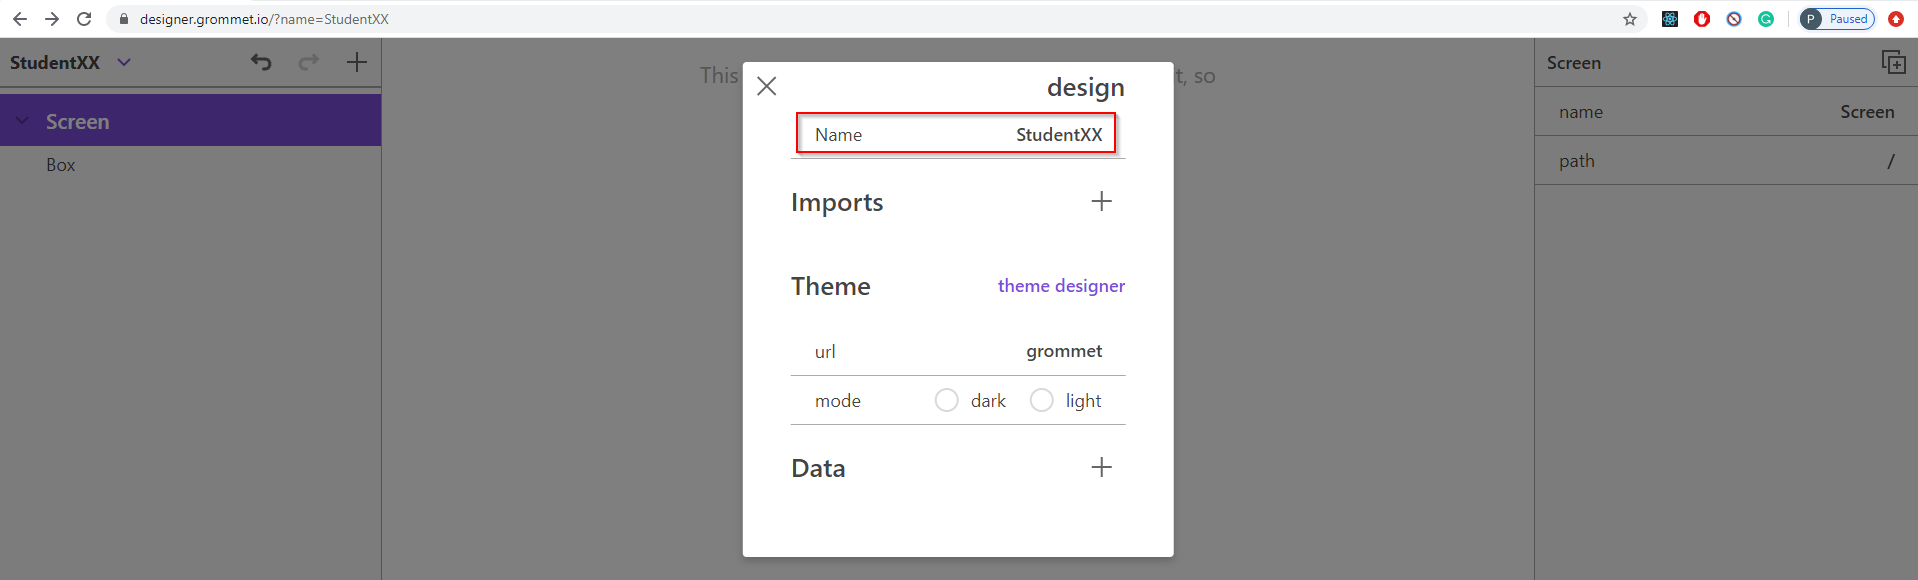 designer.grommet.io/?name=StudentXX
P Paused
StudentXX
Screen
Box
This
t, so
design
Name StudentXX
Imports
Theme theme designer
url grommet
mode dark light
Data
Screen
name Screen
path /